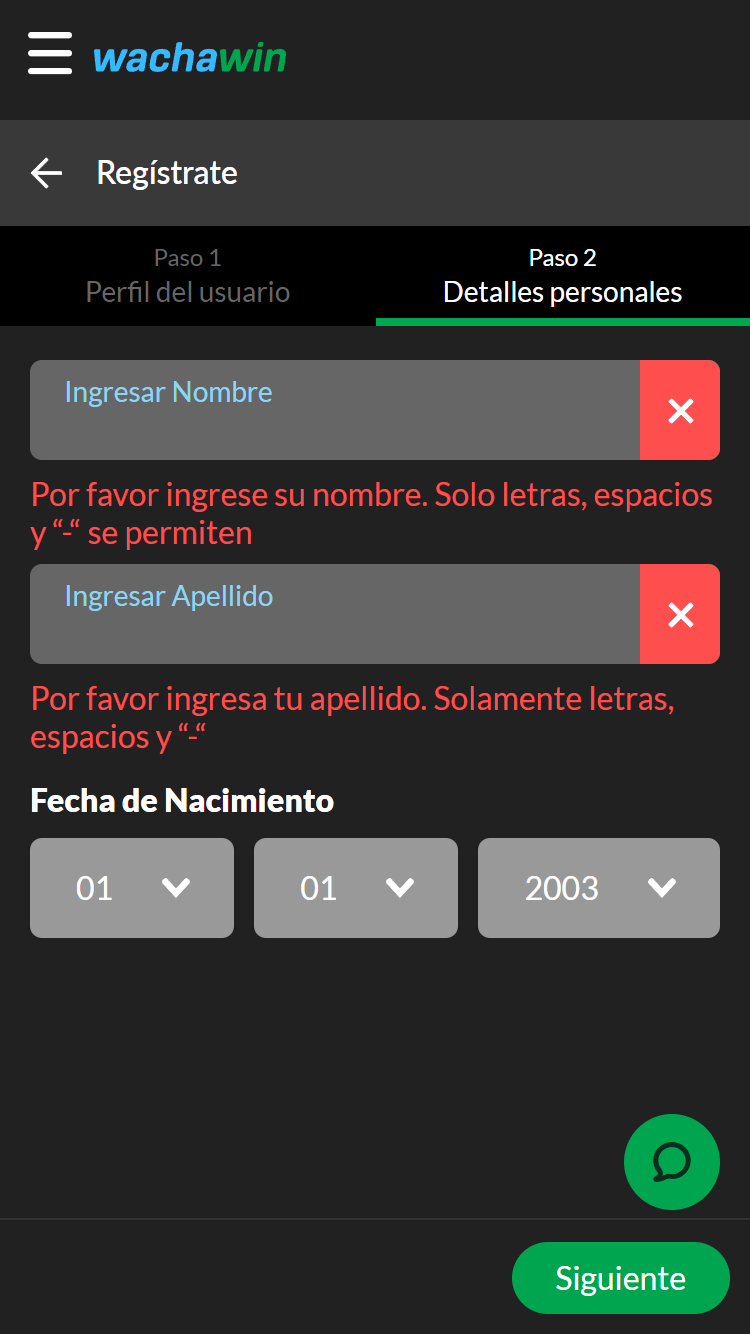 wachawin
Regístrate
Paso 1
Perfil del usuario
Paso 2
Detalles personales
Ingresar Nombre
Por favor ingrese su nombre. Solo letras, espacios
y “-“ se permiten
Ingresar Apellido
Por favor ingresa tu apellido. Solamente letras,
espacios y “-“
Fecha de Nacimiento
01
01
2003
Siguiente